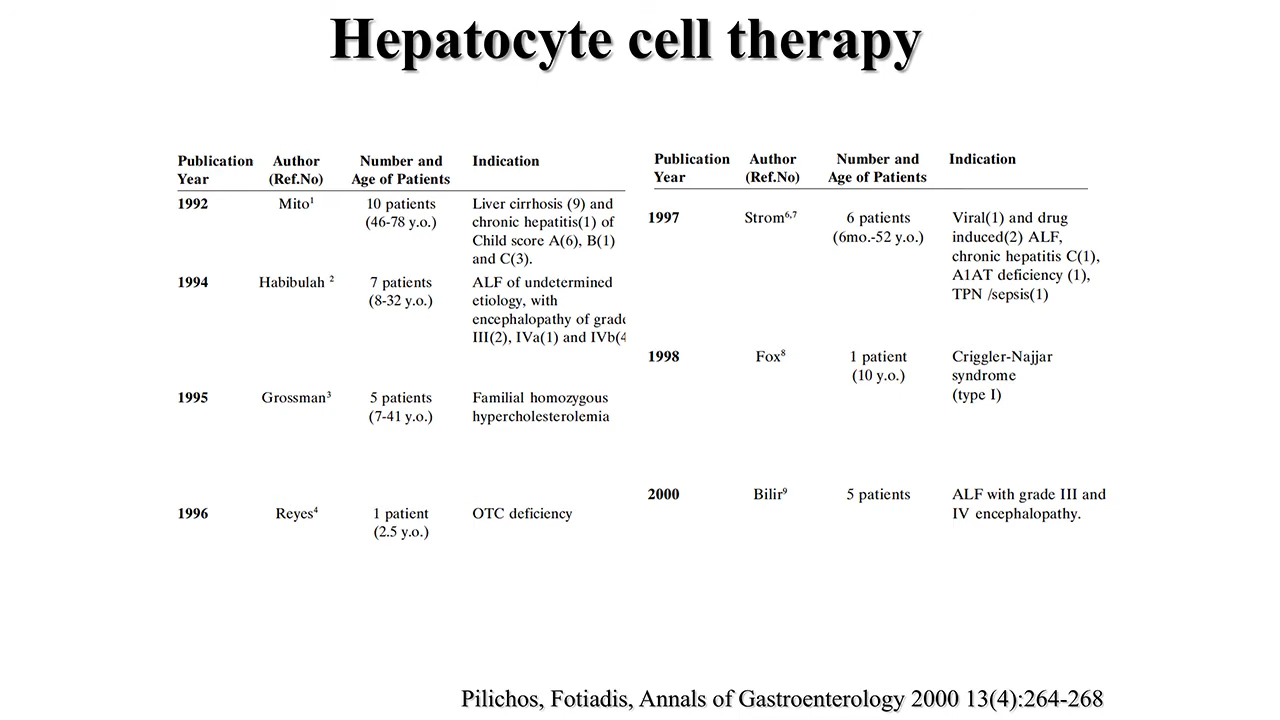 Hepatocyte cell therapy
Publication Author Number and Indication
Year (Ref.No) Age of Patients
1992 Mito1 10 patients Liver cirrhosis (9) and
(46-78 y.o.) chronic hepatitis(1) of
Child score A(6), B(1)
and C(3).
1994 Habibulah 2 7 patients ALF of undetermined
(8-32 y.o.) etiology, with
encephalopathy of grade
III(2), IVa(1) and IVb(4
1995 Grossman3 5 patients Familial homozygous
(7-41 y.o.) hypercholesterolemia
1996 Reyes4 1 patient OTC deficiency
(2.5 y.o.)
Publication Author Number and Indication
Year (Ref.No) Age of Patients
1997 Strom6,7 6 patients Viral(1) and drug
(6mo.-52 y.o.) induced(2) ALF,
chronic hepatitis C(1),
A1AT deficiency (1),
TPN /sepsis(1)
1998 Fox8 1 patient Criggler-Najjar
(10 y.o.) syndrome
(type I)
2000 Bilir9 5 patients ALF with grade III and
IV encephalopathy.
Pilichos, Fotiadis, Annals of Gastroenterology 2000 13(4):264-268